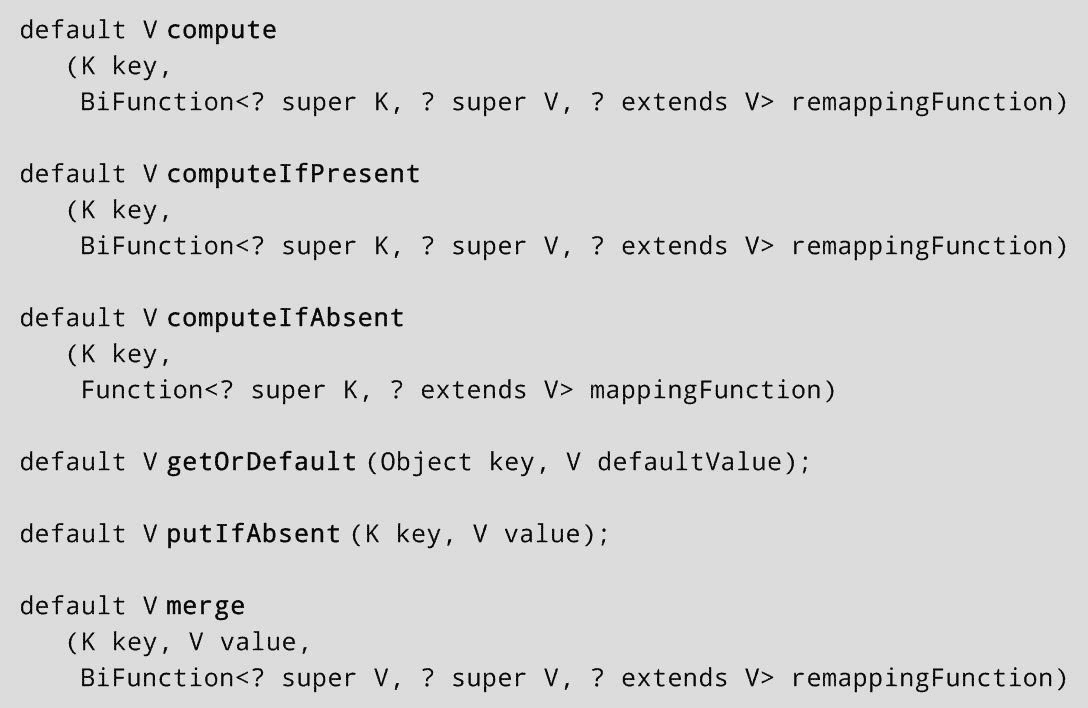 default V compute
(K key,
BiFunction<? super K, ? super V, ? extends V> remappingFunction)
default V computeIfPresent
(K key,
BiFunction<? super K, ? super V, ? extends V> remappingFunction)
default V computeIfAbsent
(K key,
Function<? super K, ? extends V> mappingFunction)
default V getOrDefault (Object key, V defaultValue);
default V putIfAbsent (K key, V value);
default V merge
(K key, V value,
BiFunction<? super V, ? super V, ? extends V> remappingFunction)